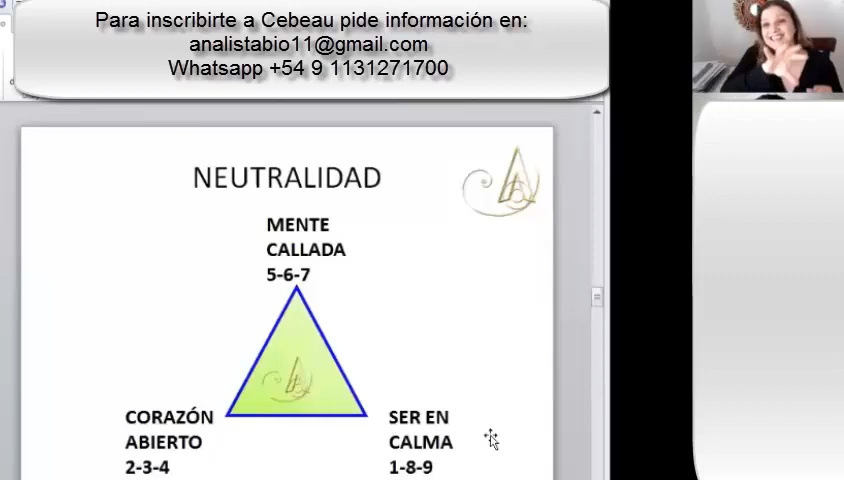 Para inscribirte a Cebeau pide información en:
analistabio11@gmail.com
Whatsapp +54 9 1131271700
NEUTRALIDAD
MENTE
CALLADA
5-6-7
CORAZÓN
ABIERTO
2-3-4
SER EN
CALMA
1-8-9